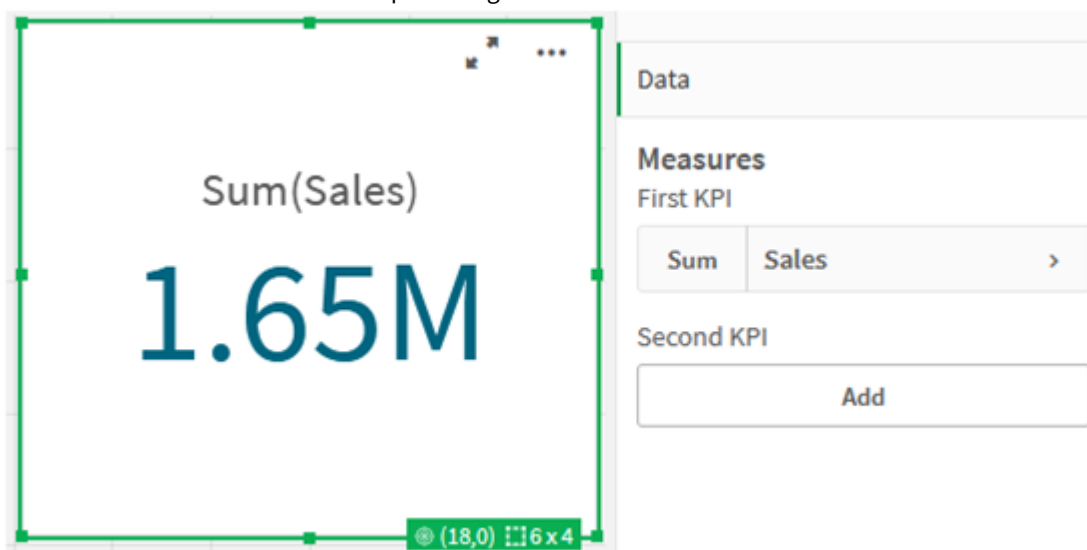 Sum(Sales)
1.65M
(18,0) 6 x 4
Data
Measures
First KPI
Sum Sales
Second KPI
Add